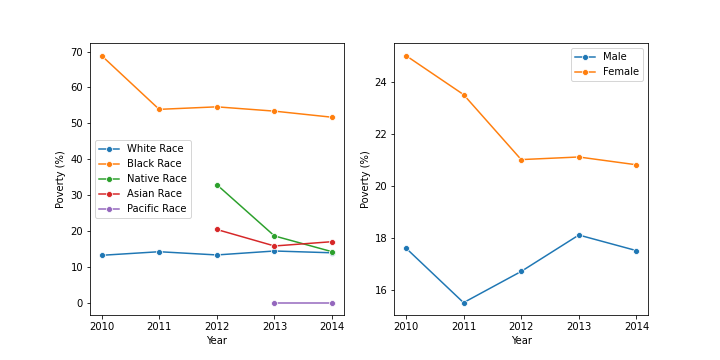 70
60
50
40
30
20
10
0
Poverty (%)
White Race
Black Race
Native Race
Asian Race
Pacific Race
2010 2011 2012 2013 2014
Year
24
22
20
18
16
Poverty (%)
Male
Female
2010 2011 2012 2013 2014
Year